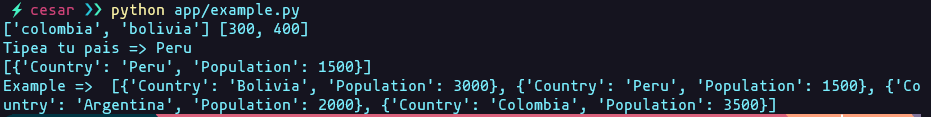 ⚡ cesar ❯❯ python app/example.py
['colombia', 'bolivia'] [300, 400]
Tipea tu pais => Peru
[{'Country': 'Peru', 'Population': 1500}]
Example =>  [{'Country': 'Bolivia', 'Population': 3000}, {'Country': 'Peru', 'Population': 1500}, {'Co
untry': 'Argentina', 'Population': 2000}, {'Country': 'Colombia', 'Population': 3500}]